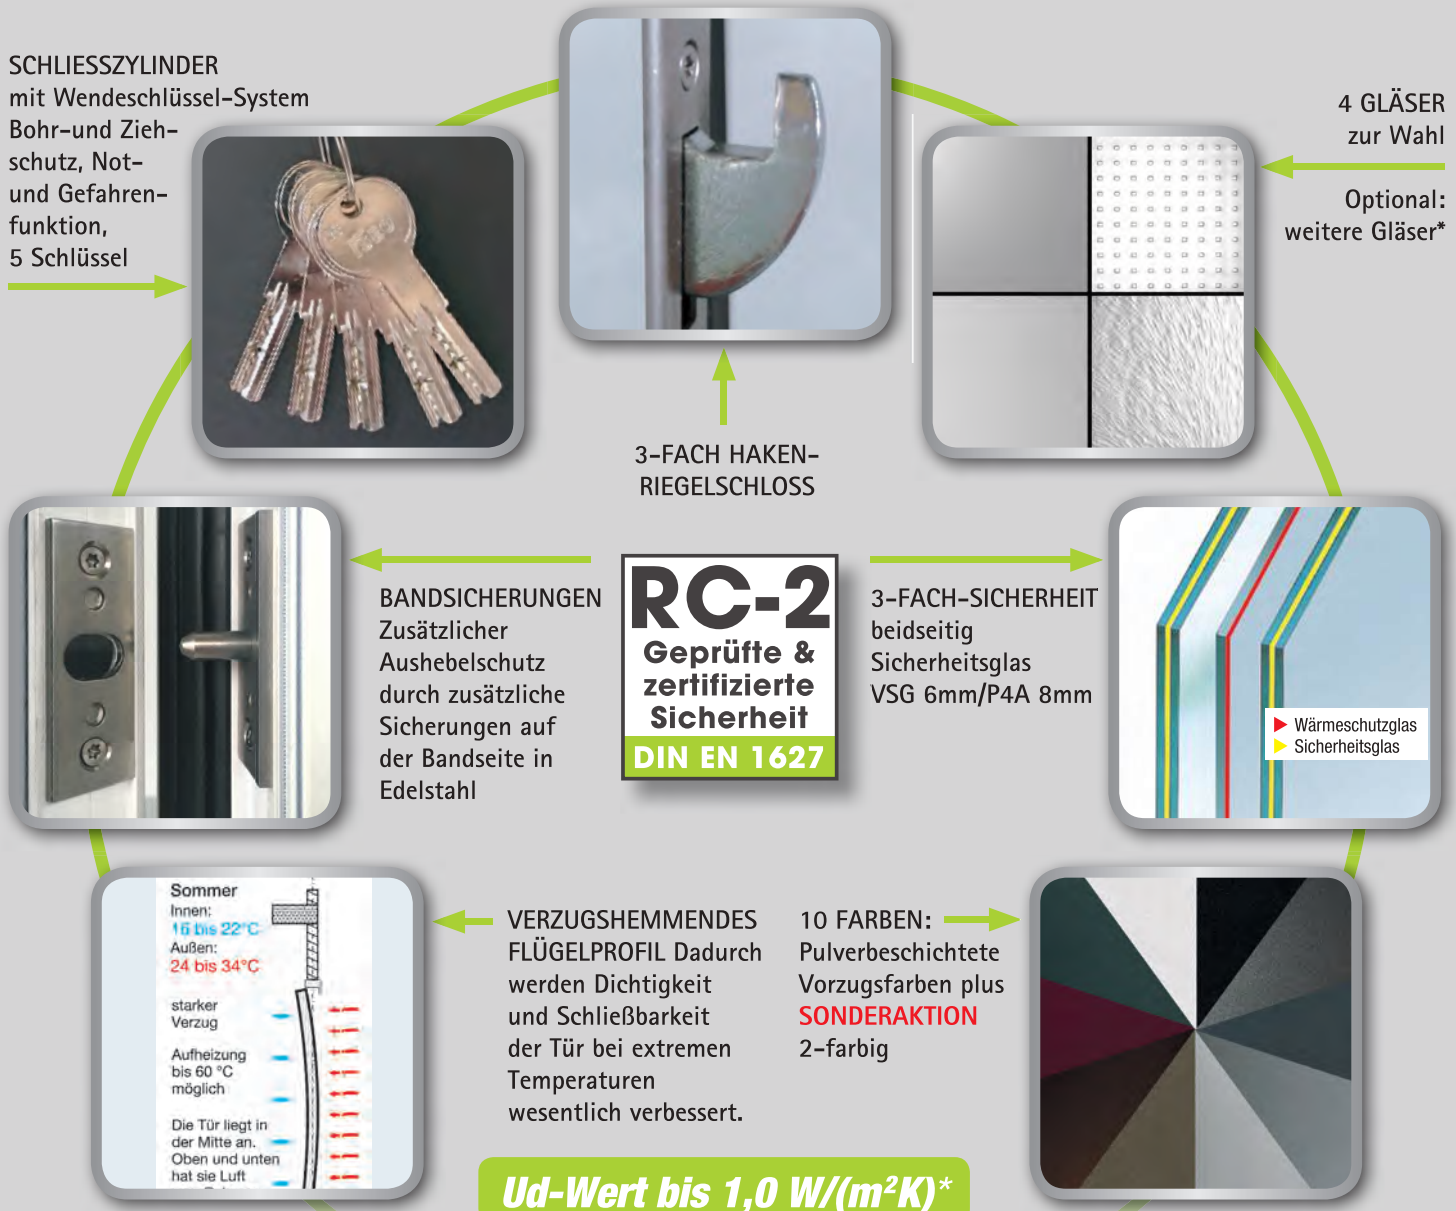 SCHLIESSZYLINDER
mit Wendeschlüssel-System
Bohr-und Zieh-
schutz, Not-
und Gefahren-
funktion,
5 Schlüssel
4 GLÄSER
zur Wahl
Optional:
weitere Gläser*
3-FACH HAKEN-
RIEGELSCHLOSS
BANDSICHERUNGEN
Zusätzlicher
Aushebelschutz
durch zusätzliche
Sicherungen auf
der Bandseite in
Edelstahl
RC-2
Geprüfte &
zertifizierte
Sicherheit
DIN EN 1627
3-FACH-SICHERHEIT
beidseitig
Sicherheitsglas
VSG 6mm/P4A 8mm
Wärmeschutzglas
Sicherheitsglas
Sommer
Innen:
16 bis 22°C
Außen:
24 bis 34°C
starker
Verzug
Aufheizung
bis 60 °C
möglich
Die Tür liegt in
der Mitte an.
Oben und unten
hat sie Luft
VERZUGSHEMMENDES
FLÜGELPROFIL Dadurch
werden Dichtigkeit
und Schließbarkeit
der Tür bei extremen
Temperaturen
wesentlich verbessert.
10 FARBEN:
Pulverbeschichtete
Vorzugsfarben plus
SONDERAKTION
2-farbig
Ud-Wert bis 1,0 W/(m²K)*